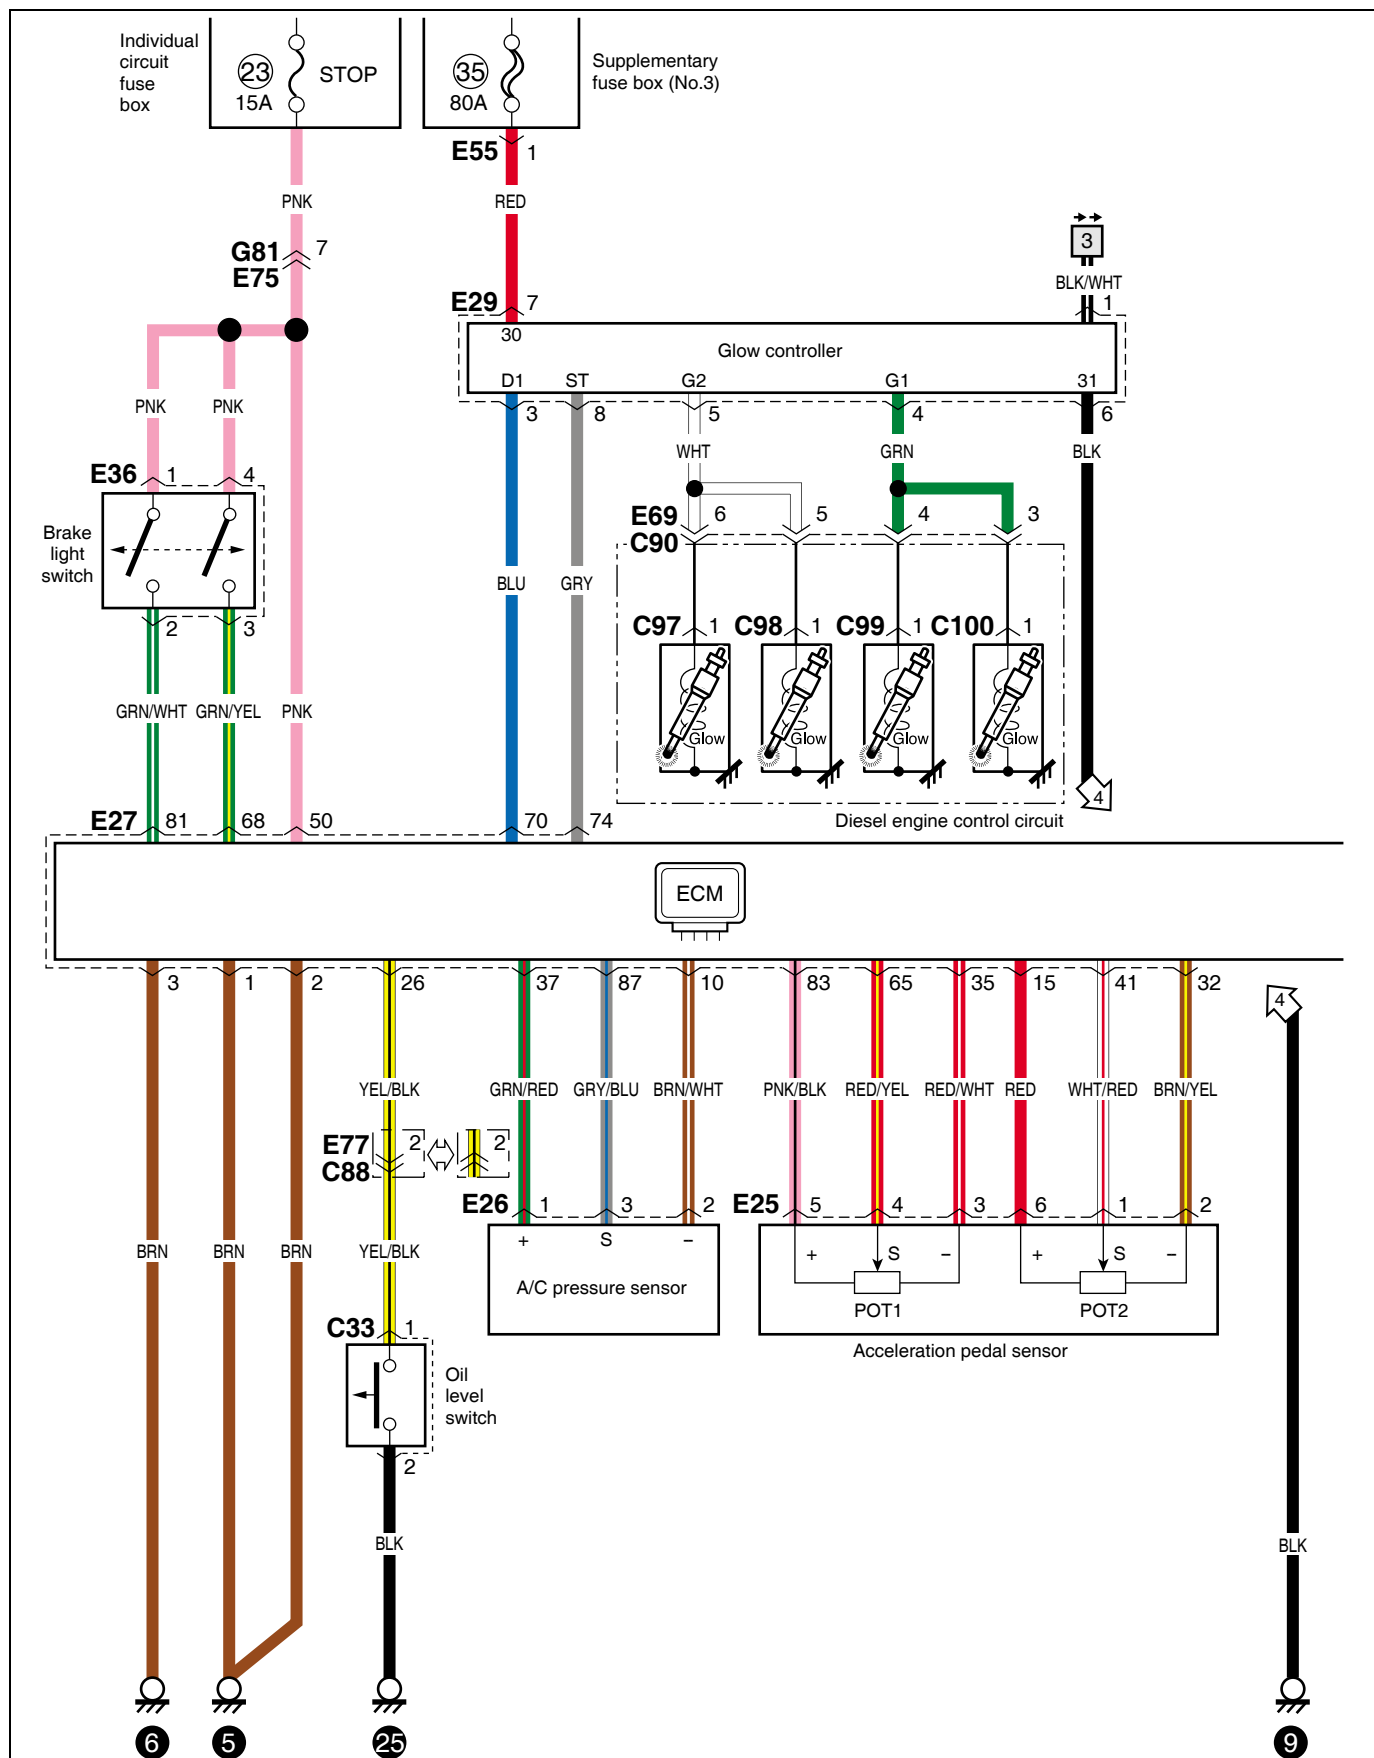 Individual
circuit
fuse
box
23
15A
STOP
35
80A
Supplementary
fuse box (No.3)
E55 1
PNK
RED
G81 7
E75
3
BLK/WHT
E29 7
1
30
Glow controller
D1 ST G2 G1 31
3 8 5 4 6
PNK PNK
WHT GRN BLK
E36 1 4
Brake
light
switch
2 3
E69 6 5 4 3
C90
BLU GRY
C97 1 C98 1 C99 1 C100 1
Glow Glow Glow Glow
GRN/WHT GRN/YEL PNK
4
Diesel engine control circuit
E27 81 68 50 70 74
ECM
3 1 2 26 37 87 10 83 65 35 15 41 32
4
YEL/BLK GRN/RED GRY/BLU BRN/WHT PNK/BLK RED/YEL RED/WHT RED WHT/RED BRN/YEL
E77 2 2
C88
E26 1 3 2
E25 5 4 3 6 1 2
+ S −
A/C pressure sensor
+ S − + S −
POT1 POT2
Acceleration pedal sensor
BRN BRN BRN YEL/BLK
C33 1
Oil
level
switch
2
BLK
BLK
6 5 25 9